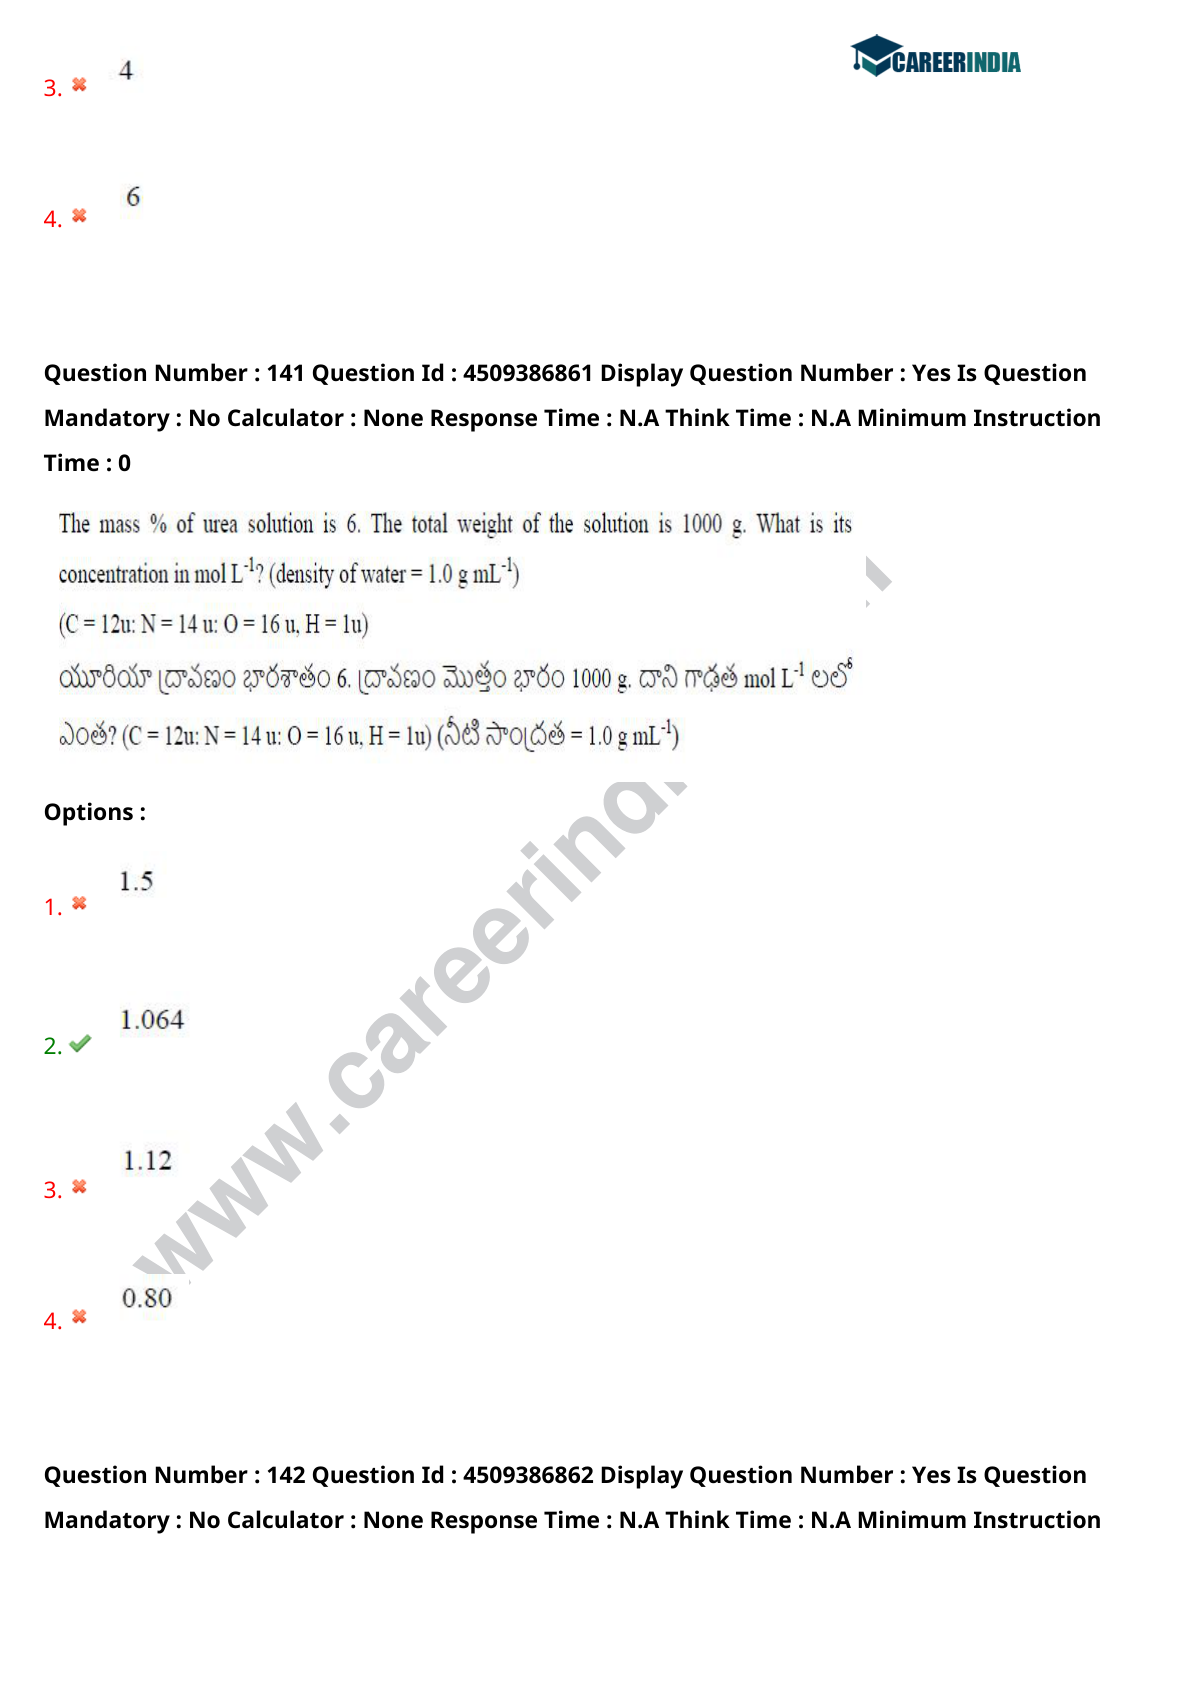 CAREERINDIA
4
3.
6
4.
Question Number : 141 Question Id : 4509386861 Display Question Number : Yes Is Question
Mandatory : No Calculator : None Response Time : N.A Think Time : N.A Minimum Instruction
Time : 0
The mass % of urea solution is 6. The total weight of the solution is 1000 g. What is its
concentration in mol L⁻¹? (density of water = 1.0 g mL⁻¹)
(C = 12u: N = 14 u: O = 16 u, H = 1u)
యూరియా ద్రావణం భారశాతం 6. ద్రావణం మొత్తం భారం 1000 g. దాని గాఢత mol L⁻¹ లలో
ఎంత? (C = 12u: N = 14 u: O = 16 u, H = 1u) (నీటి సాంద్రత = 1.0 g mL⁻¹)
Options :
1.5
1.
1.064
2.
1.12
3.
0.80
4.
www.careerindia
Question Number : 142 Question Id : 4509386862 Display Question Number : Yes Is Question
Mandatory : No Calculator : None Response Time : N.A Think Time : N.A Minimum Instruction